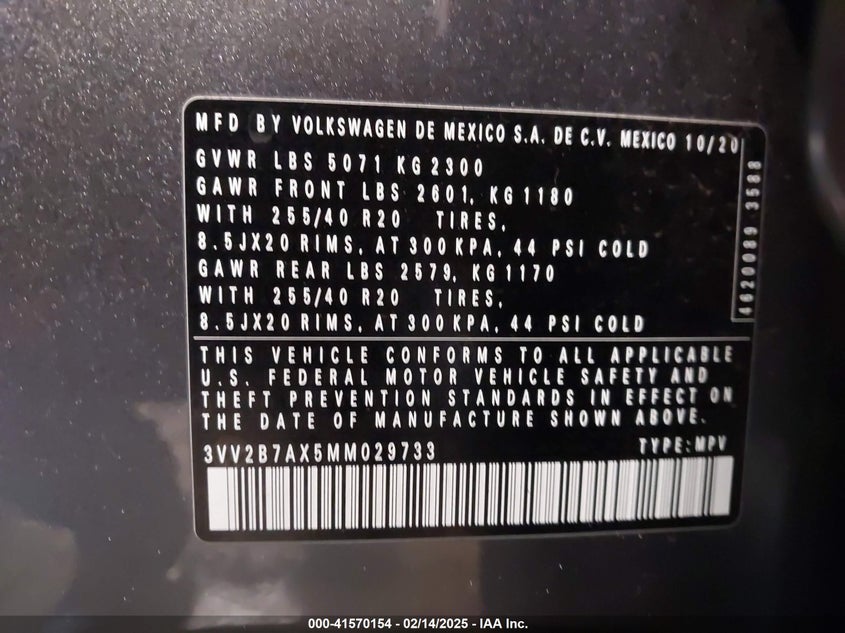 MFD BY VOLKSWAGEN DE MEXICO S.A. DE C.V. MEXICO 10/20
GVWR LBS 5071 KG 2300
GAWR FRONT LBS 2601, KG 1180
WITH 255/40 R20 TIRES,
8.5JX20 RIMS, AT 300 KPA, 44 PSI COLD
GAWR REAR LBS 2579, KG 1170
WITH 255/40 R20 TIRES,
8.5JX20 RIMS, AT 300 KPA, 44 PSI COLD
4620089 3588
THIS VEHICLE CONFORMS TO ALL APPLICABLE
U.S. FEDERAL MOTOR VEHICLE SAFETY AND
THEFT PREVENTION STANDARDS IN EFFECT ON
THE DATE OF MANUFACTURE SHOWN ABOVE.
3VV2B7AX5MM029733 TYPE: MPV
000-41570154 - 02/14/2025 - IAA Inc.